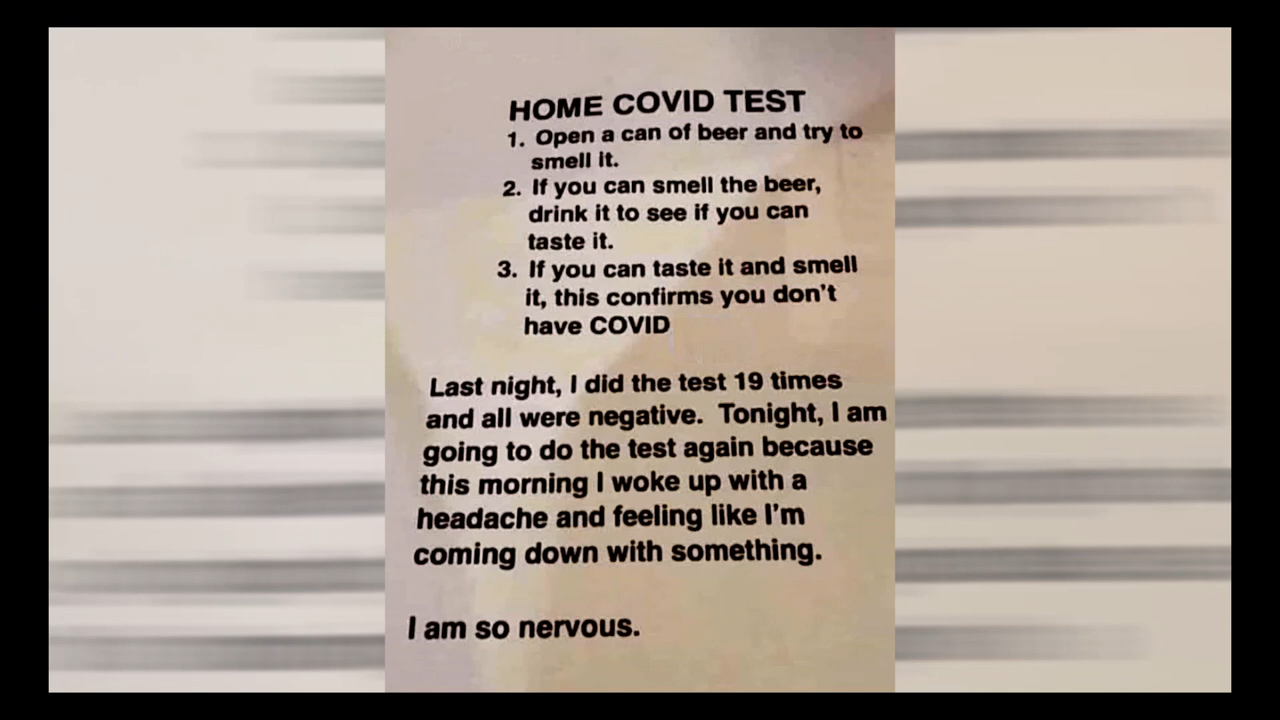 HOME COVID TEST
1. Open a can of beer and try to
smell it.
2. If you can smell the beer,
drink it to see if you can
taste it.
3. If you can taste it and smell
it, this confirms you don't
have COVID
Last night, I did the test 19 times
and all were negative. Tonight, I am
going to do the test again because
this morning I woke up with a
headache and feeling like I'm
coming down with something.
I am so nervous.